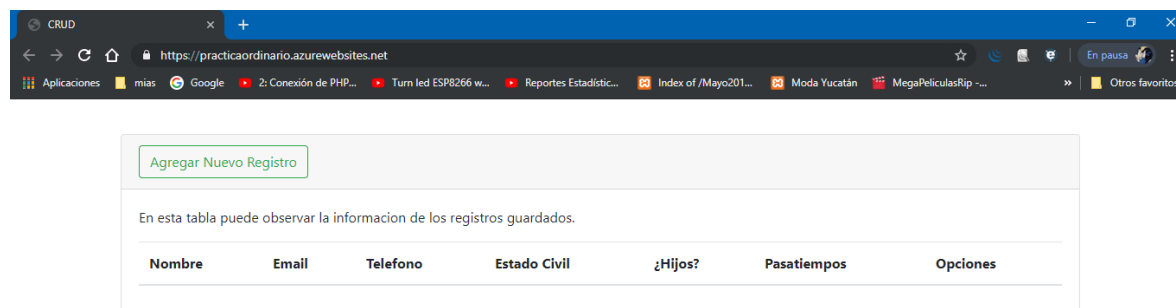 CRUD
https://practicaordinario.azurewebsites.net
En pausa
Aplicaciones mias Google 2: Conexión de PHP... Turn led ESP8266 w... Reportes Estadístic... Index of /Mayo201... Moda Yucatán MegaPeliculasRip -... » Otros favoritos
Agregar Nuevo Registro
En esta tabla puede observar la informacion de los registros guardados.
Nombre Email Telefono Estado Civil ¿Hijos? Pasatiempos Opciones